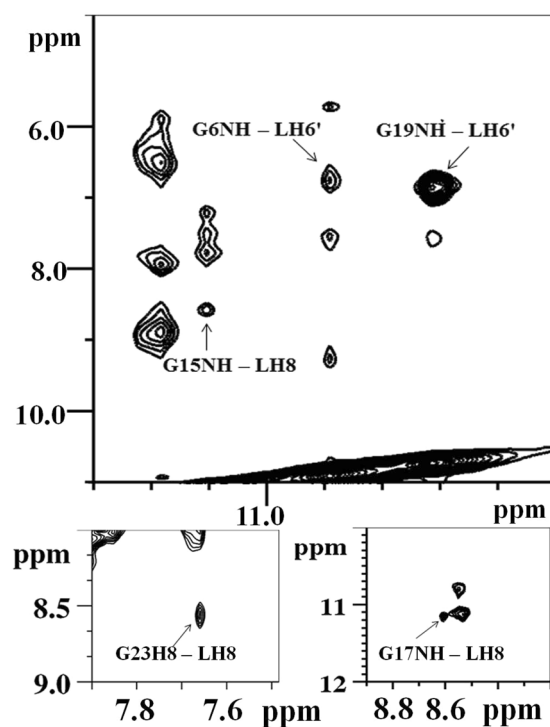 ppm
6.0
G6NH – LH6'
G19NH – LH6'
8.0
G15NH – LH8
10.0
11.0
ppm
ppm
8.5
G23H8 – LH8
9.0
7.8
7.6
ppm
ppm
11
G17NH – LH8
12
8.8
8.6
ppm